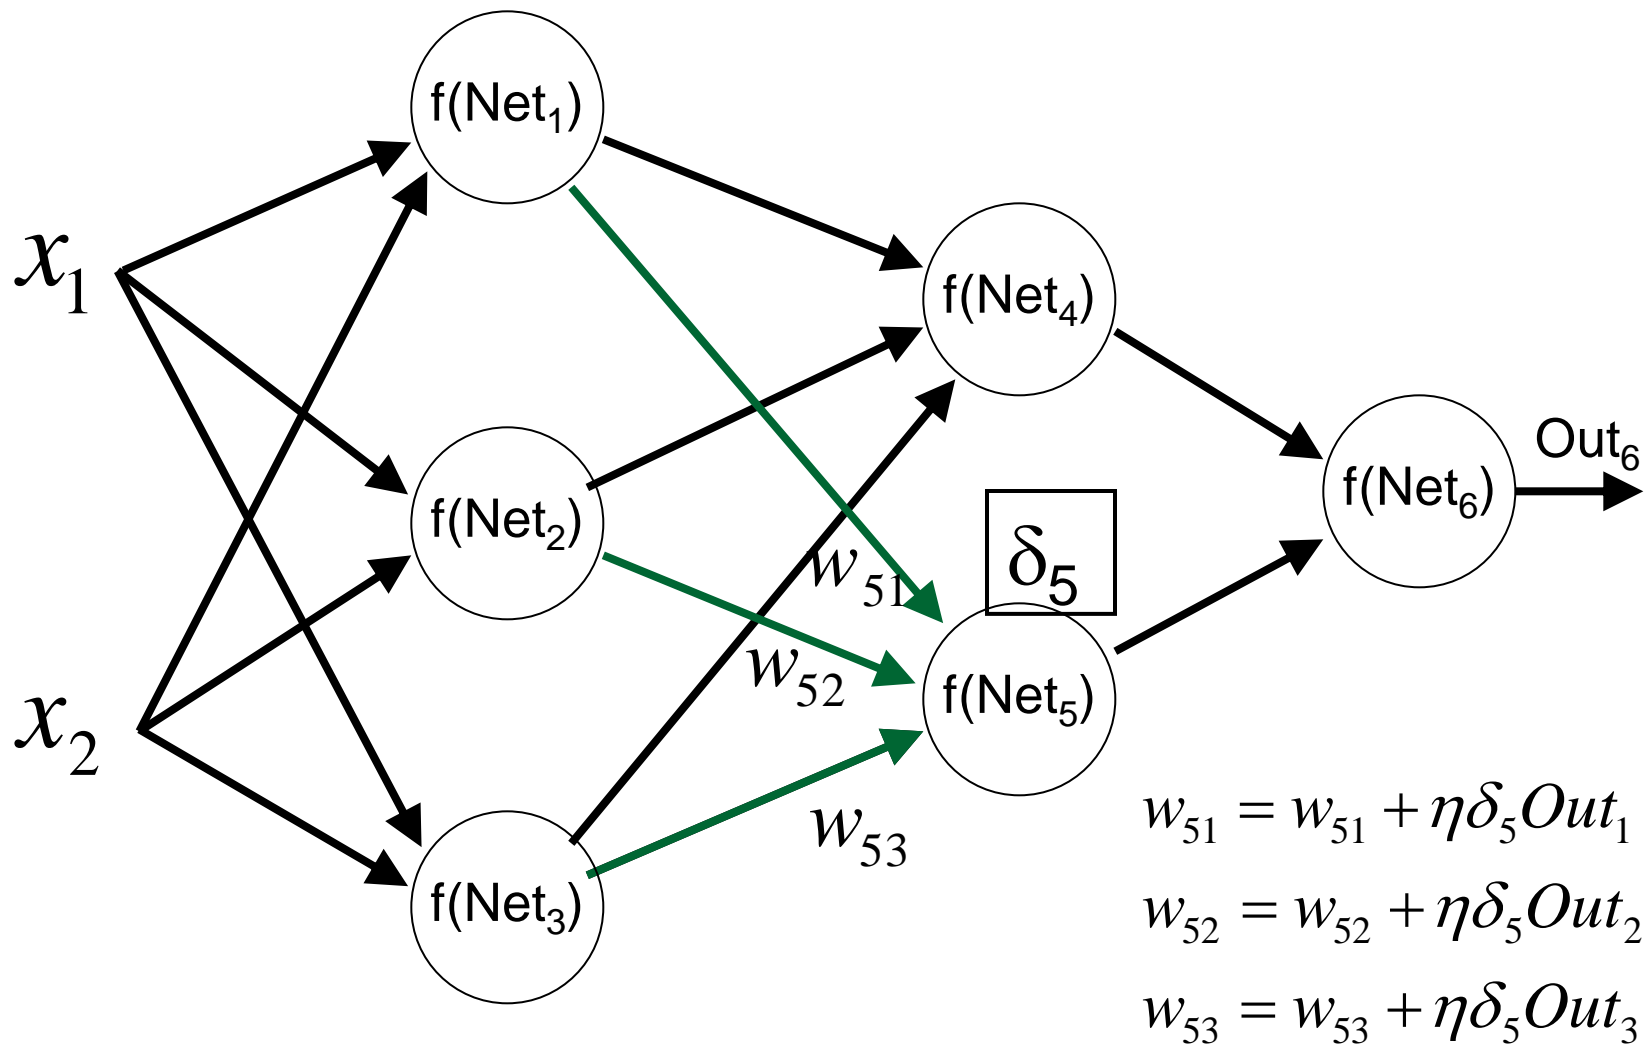 f(Net₁)
x₁
f(Net₄)
Out₆
f(Net₆)
f(Net₂)
δ₅
w₅₁
w₅₂
f(Net₅)
x₂
w₅₃
f(Net₃)
w₅₁ = w₅₁ + ηδ₅Out₁
w₅₂ = w₅₂ + ηδ₅Out₂
w₅₃ = w₅₃ + ηδ₅Out₃